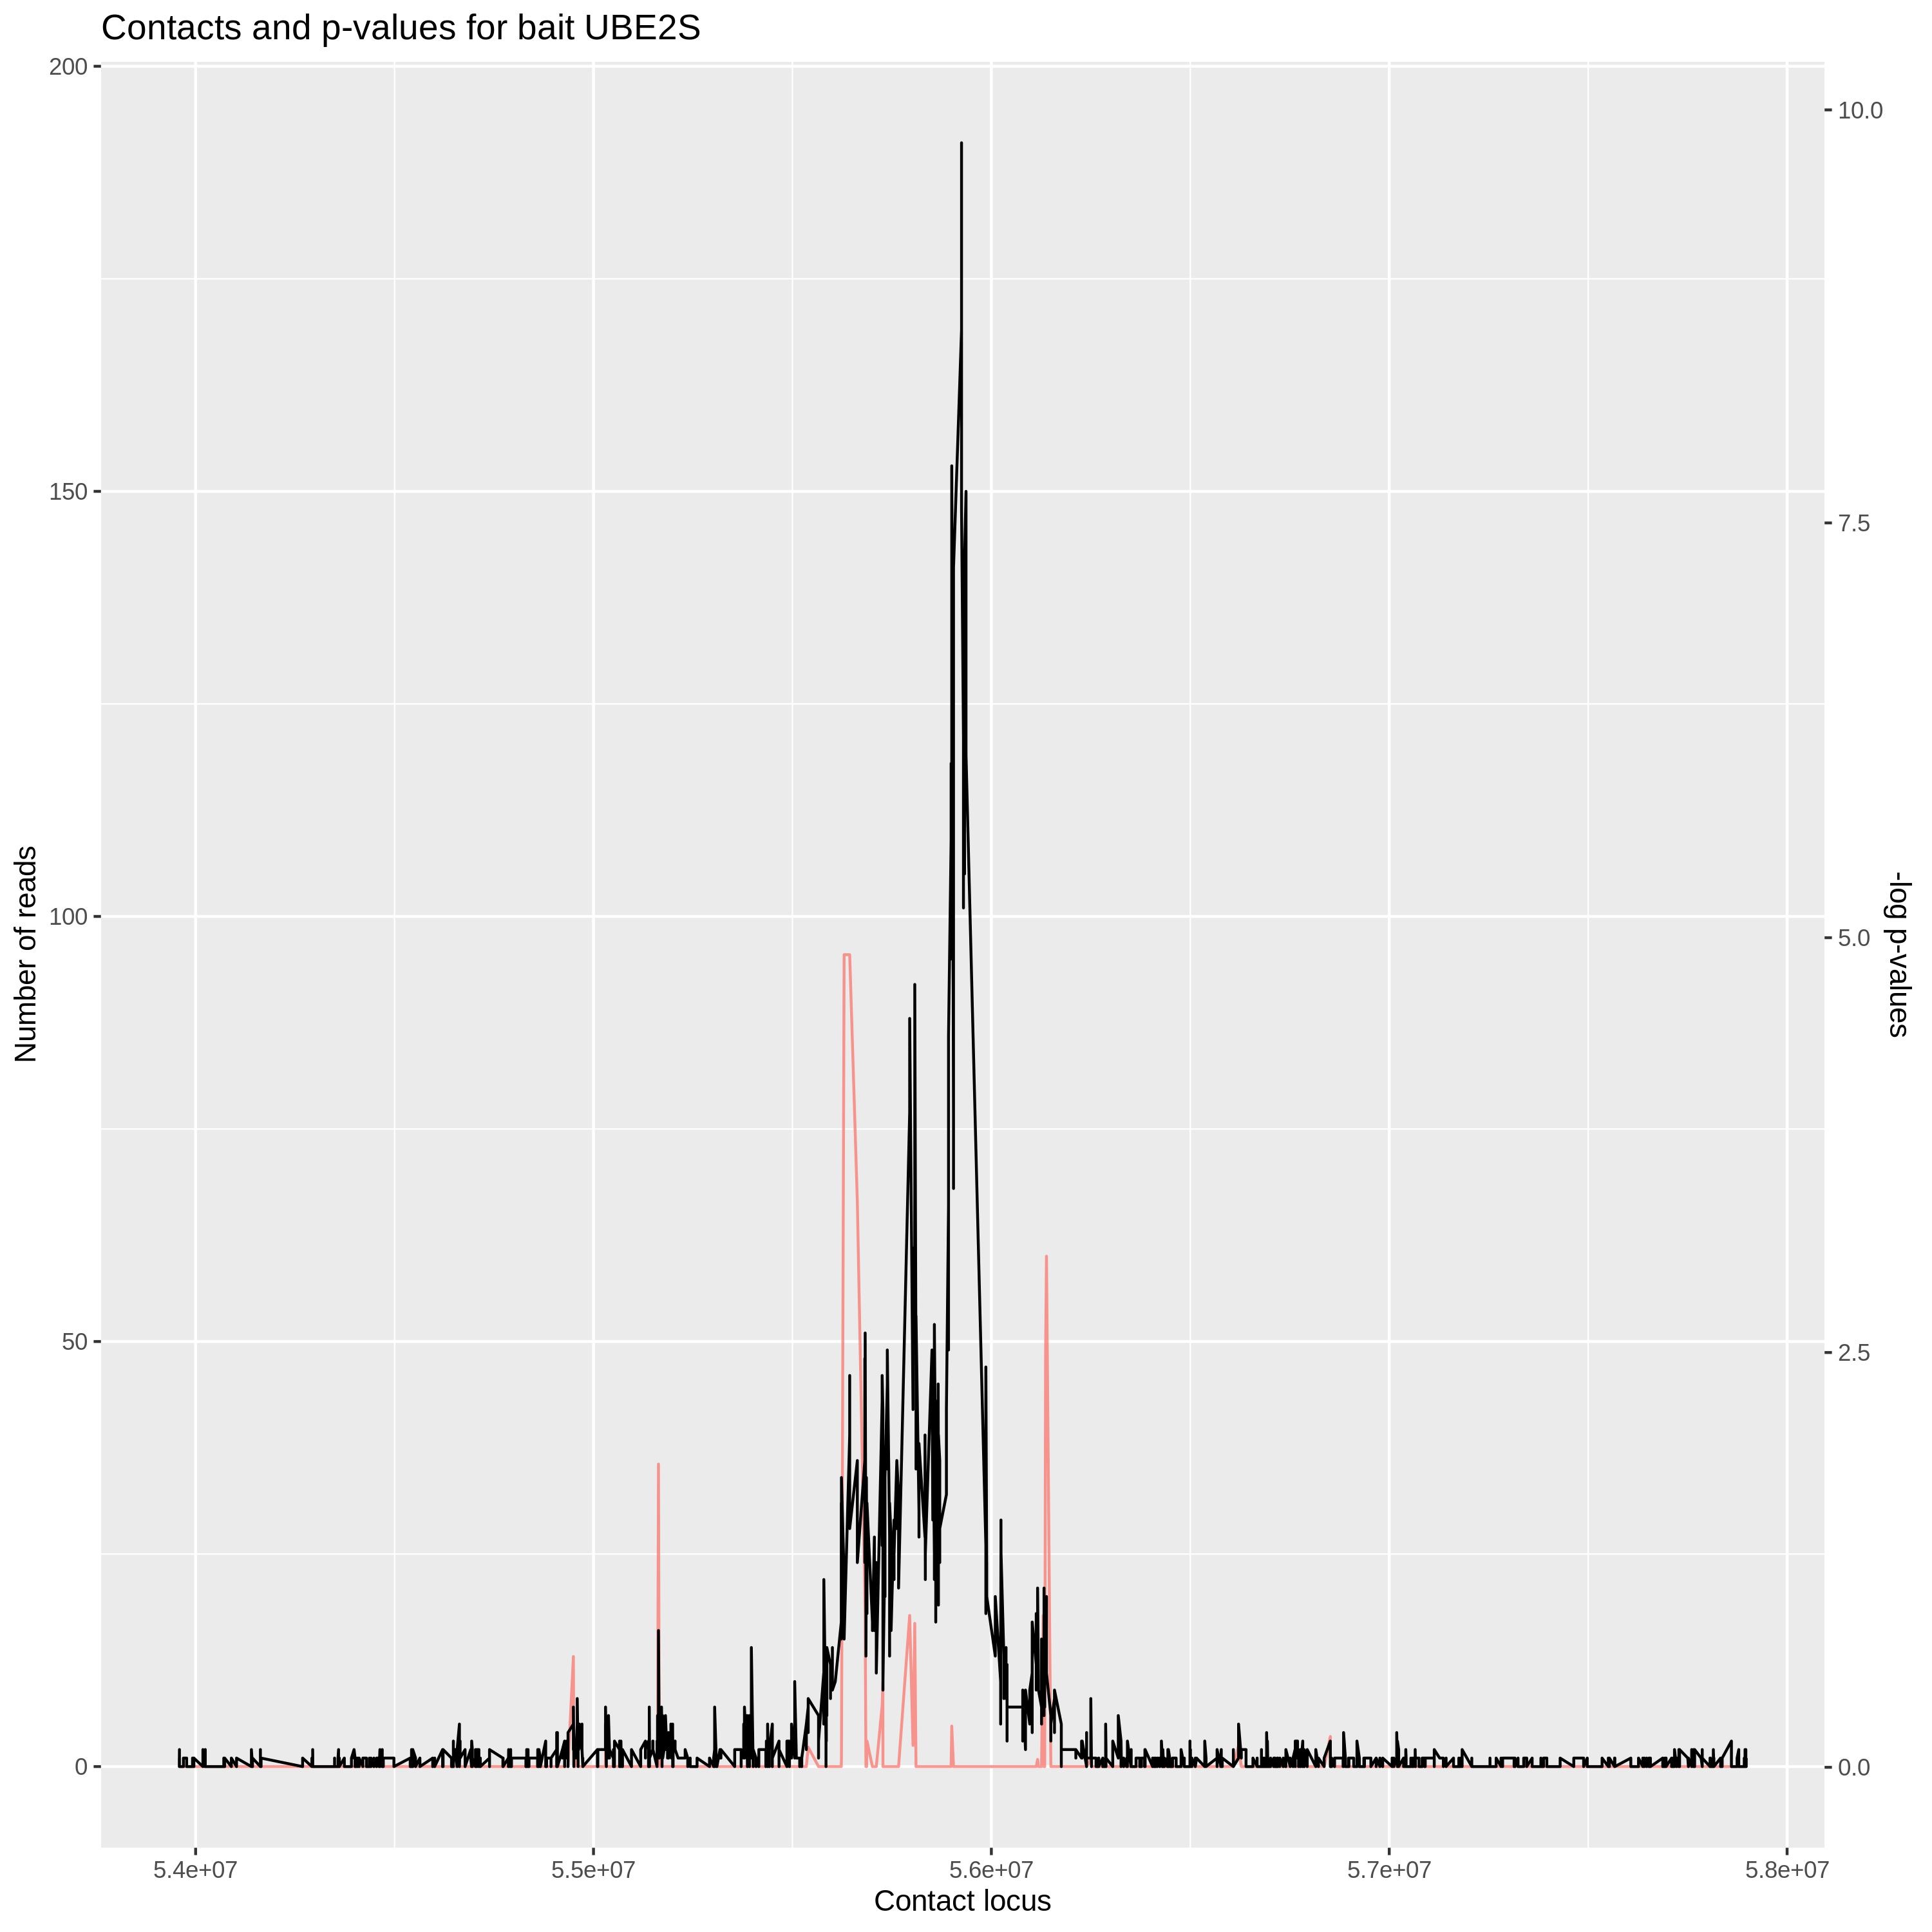 Contacts and p-values for bait UBE2S
200
150
100
50
0
Number of reads
10.0
7.5
5.0
2.5
0.0
-log p-values
5.4e+07
5.5e+07
5.6e+07
5.7e+07
5.8e+07
Contact locus